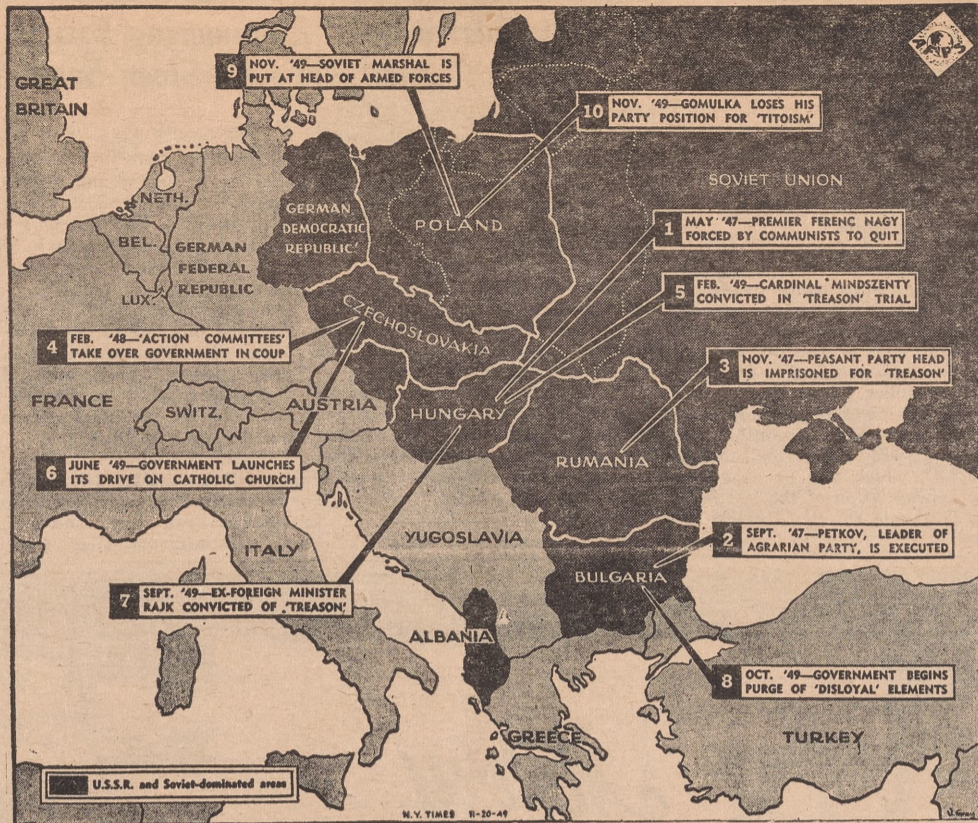 9 NOV. '49—SOVIET MARSHAL IS
PUT AT HEAD OF ARMED FORCES
10 NOV. '49—GOMULKA LOSES HIS
PARTY POSITION FOR 'TITOISM'
GREAT
BRITAIN
SOVIET UNION
NETH.
GERMAN
DEMOCRATIC
REPUBLIC
POLAND
1 MAY '47—PREMIER FERENC NAGY
FORCED BY COMMUNISTS TO QUIT
BEL.
GERMAN
FEDERAL
REPUBLIC
LUX.
5 FEB. '49—CARDINAL MINDSZENTY
CONVICTED IN 'TREASON' TRIAL
CZECHOSLOVAKIA
4 FEB. '48—'ACTION COMMITTEES'
TAKE OVER GOVERNMENT IN COUP
3 NOV. '47—PEASANT PARTY HEAD
IS IMPRISONED FOR 'TREASON'
FRANCE
SWITZ.
AUSTRIA
HUNGARY
RUMANIA
6 JUNE '49—GOVERNMENT LAUNCHES
ITS DRIVE ON CATHOLIC CHURCH
ITALY
YUGOSLAVIA
2 SEPT. '47—PETKOV, LEADER OF
AGRARIAN PARTY, IS EXECUTED
BULGARIA
7 SEPT. '49—EX-FOREIGN MINISTER
RAJK CONVICTED OF 'TREASON'
ALBANIA
8 OCT. '49—GOVERNMENT BEGINS
PURGE OF 'DISLOYAL' ELEMENTS
GREECE
TURKEY
U.S.S.R. and Soviet-dominated areas
N.Y. TIMES 11-20-49